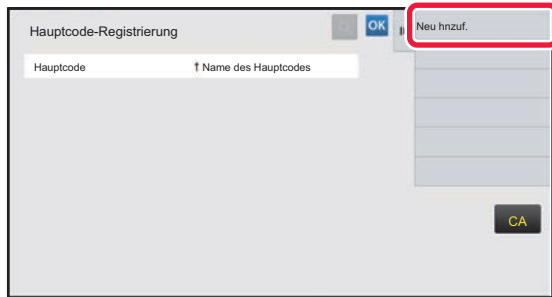 Hauptcode-Registrierung
OK
Neu hnzuf.
Hauptcode
Name des Hauptcodes
CA